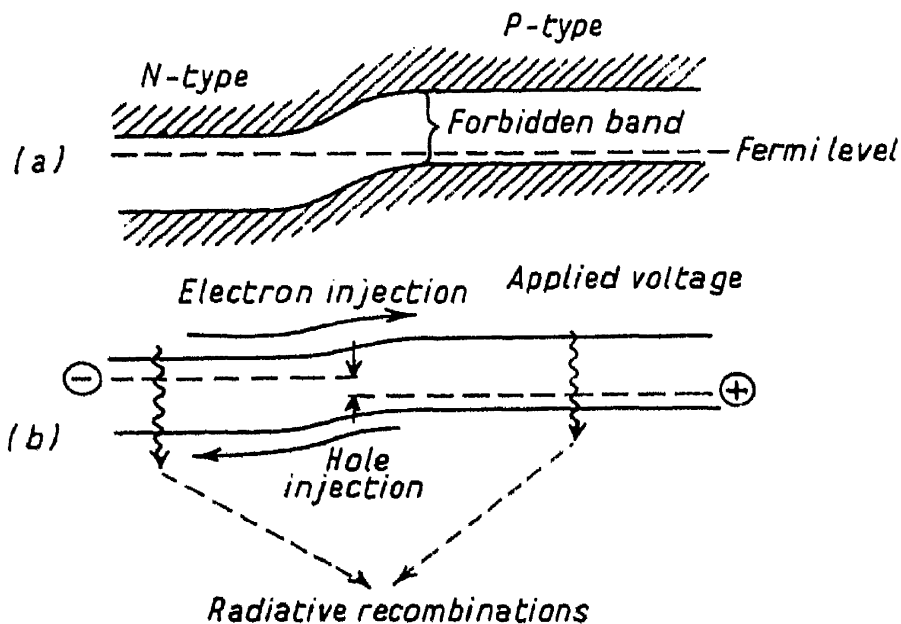 P-type
N-type
Forbidden band
(a)
Fermi level
Electron injection
Applied voltage
−
+
(b)
Hole
injection
Radiative recombinations